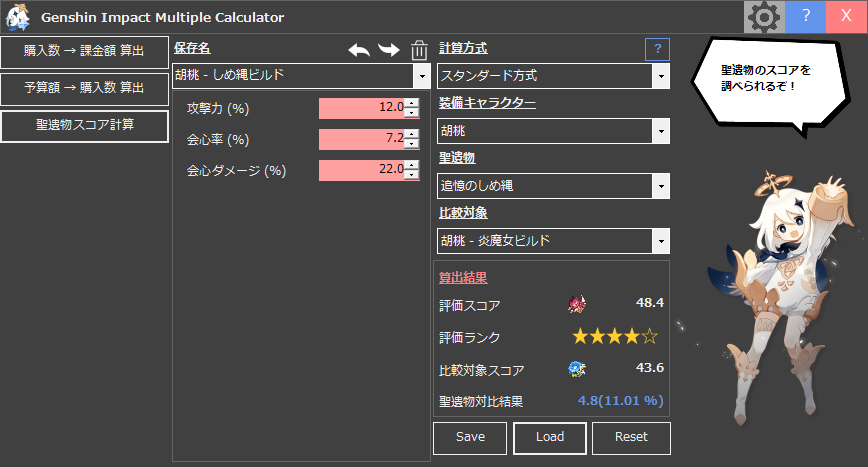 Genshin Impact Multiple Calculator
?
X
購入数 → 課金額 算出
予算額 → 購入数 算出
聖遺物スコア計算
保存名
胡桃 - しめ縄ビルド
攻撃力 (%)
12.0
会心率 (%)
7.2
会心ダメージ (%)
22.0
計算方式
?
スタンダード方式
装備キャラクター
胡桃
聖遺物
追憶のしめ縄
比較対象
胡桃 - 炎魔女ビルド
算出結果
評価スコア
48.4
評価ランク
★★★★☆
比較対象スコア
43.6
聖遺物対比結果
4.8(11.01 %)
Save
Load
Reset
聖遺物のスコアを
調べられるぞ！